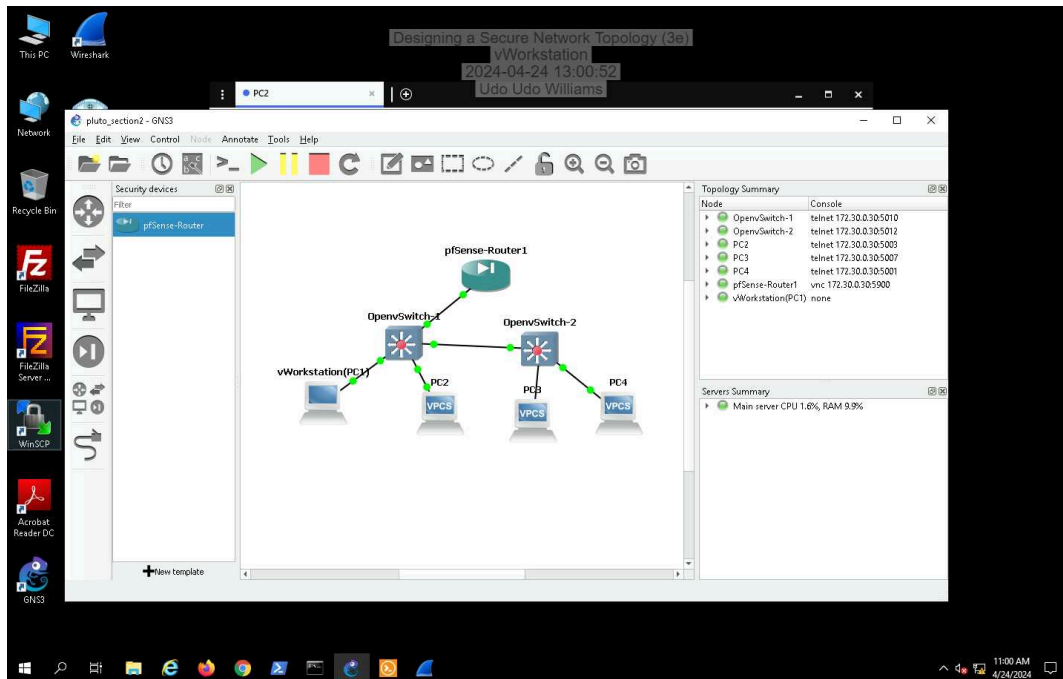 Designing a Secure Network Topology (3e)
vWorkstation
2024-04-24 13:00:52
Udo Udo Williams
This PC
Wireshark
Network
Recycle Bin
FileZilla
FileZilla
Server ...
WinSCP
Acrobat
Reader DC
GNS3
PC2
pluto_section2 - GNS3
File Edit View Control Node Annotate Tools Help
Security devices
Filter
pfSense-Router
New template
pfSense-Router1
OpenvSwitch-1
OpenvSwitch-2
vWorkstation(PC1)
PC2
PC3
PC4
VPCS
VPCS
VPCS
Topology Summary
Node Console
OpenvSwitch-1 telnet 172.30.0.30:5010
OpenvSwitch-2 telnet 172.30.0.30:5012
PC2 telnet 172.30.0.30:5003
PC3 telnet 172.30.0.30:5007
PC4 telnet 172.30.0.30:5001
pfSense-Router1 vnc 172.30.0.30:5900
vWorkstation(PC1) none
Servers Summary
Main server CPU 1.6%, RAM 9.9%
11:00 AM
4/24/2024